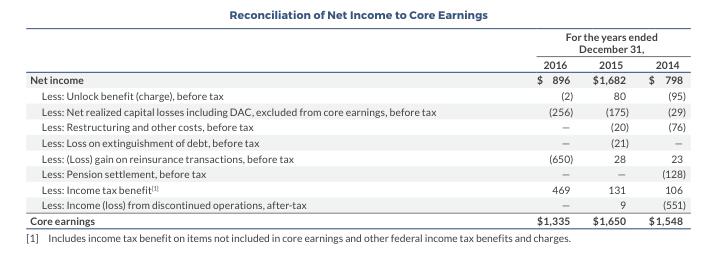 Reconciliation of Net Income to Core Earnings
For the years ended
December 31,
2016 2015 2014
Net income $ 896 $1,682 $ 798
Less: Unlock benefit (charge), before tax (2) 80 (95)
Less: Net realized capital losses including DAC, excluded from core earnings, before tax (256) (175) (29)
Less: Restructuring and other costs, before tax — (20) (76)
Less: Loss on extinguishment of debt, before tax — (21) —
Less: (Loss) gain on reinsurance transactions, before tax (650) 28 23
Less: Pension settlement, before tax — — (128)
Less: Income tax benefit[1] 469 131 106
Less: Income (loss) from discontinued operations, after-tax — 9 (551)
Core earnings $1,335 $1,650 $1,548
[1] Includes income tax benefit on items not included in core earnings and other federal income tax benefits and charges.